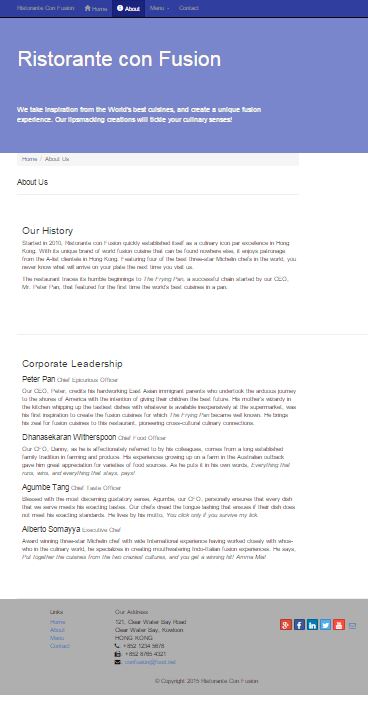 Ristorante con Fusion Home About Menu Contact
Ristorante con Fusion
We take inspiration from the World's best cuisines, and create a unique fusion
experience. Our lipsmacking creations will tickle your culinary senses!
Home / About Us
About Us
Our History
Started in 2010, Ristorante con Fusion quickly established itself as a culinary icon par excellence in Hong
Kong. With its unique brand of world fusion cuisine that can be found nowhere else, it enjoys patronage
from the A-list clientele in Hong Kong. Featuring four of the best three-star Michelin chefs in the world, you
never know what will arrive on your plate the next time you visit us.
The restaurant traces its humble beginnings to The Frying Pan, a successful chain started by our CEO,
Mr. Peter Pan, that featured for the first time the world's best cuisines in a pan.
Corporate Leadership
Peter Pan Chief Epicurious Officer
Our CEO, Peter, credits his hardworking East Asian immigrant parents who undertook the arduous journey
to the shores of America with the intention of giving their children the best future. His mother's wizardy in
the kitchen whipping up the tastiest dishes with whatever is available inexpensively at the supermarket, was
his first inspiration to create the fusion cuisines for which The Frying Pan became well known. He brings
his zeal for fusion cuisines to this restaurant, pioneering cross-cultural culinary connections.
Dhanasekaran Witherspoon Chief Food Officer
Our CFO, Danny, as he is affectionately referred to by his colleagues, comes from a long established
family tradition in farming and produce. His experiences growing up on a farm in the Australian outback
gave him great appreciation for varieties of food sources. As he puts it in his own words, Everything that
runs, wins, and everything that stays, pays!
Agumbe Tang Chief Taste Officer
Blessed with the most discerning gustatory sense, Agumbe, our CFO, personally ensures that every dish
that we serve meets his exacting tastes. Our chefs dread the tongue lashing that ensues if their dish does
not meet his exacting standards. He lives by his motto, You click only if you survive my lick.
Alberto Somayya Executive Chef
Award winning three-star Michelin chef with wide International experience having worked closely with whos-
who in the culinary world, he specializes in creating mouthwatering Indo-Italian fusion experiences. He says,
Put together the cuisines from the two craziest cultures, and you get a winning hit! Amma Mia!
Links
Home
About
Menu
Contact
Our Address
121, Clear Water Bay Road
Clear Water Bay, Kowloon
HONG KONG
: +852 1234 5678
: +852 8765 4321
: confusion@food.net
© Copyright 2015 Ristorante Con Fusion